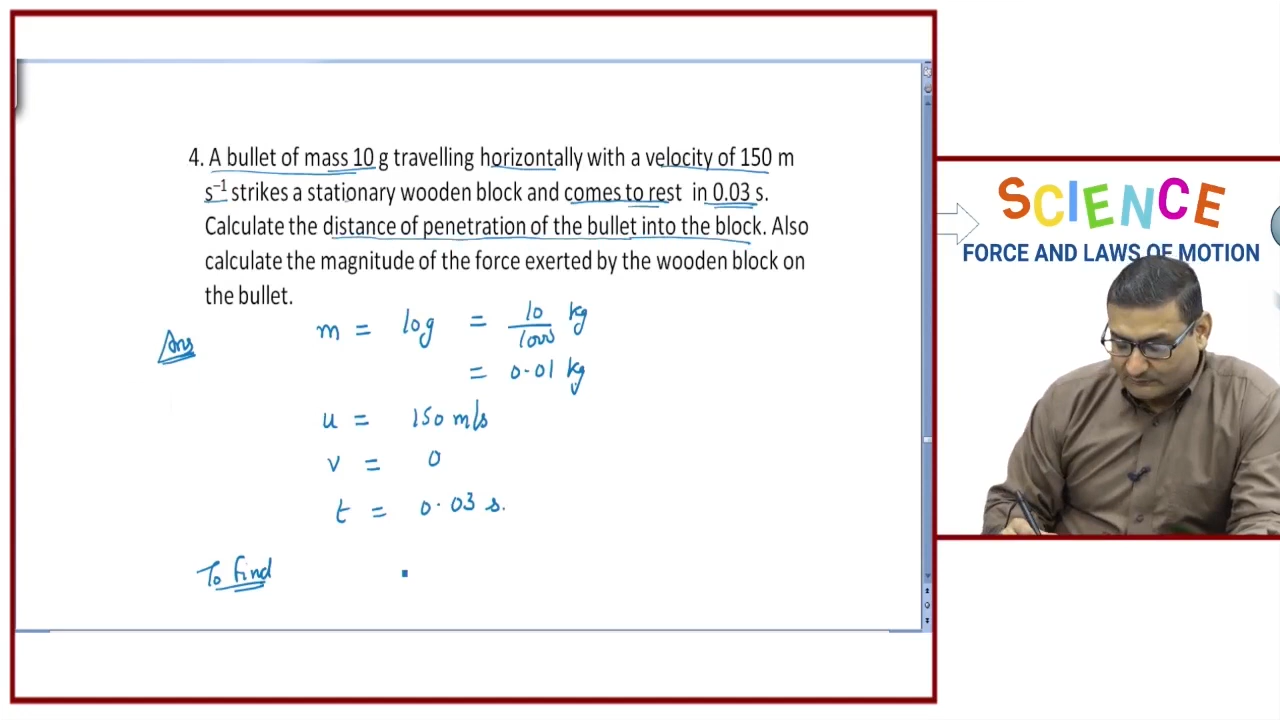 4. A bullet of mass 10 g travelling horizontally with a velocity of 150 m
s⁻¹ strikes a stationary wooden block and comes to rest in 0.03 s.
Calculate the distance of penetration of the bullet into the block. Also
calculate the magnitude of the force exerted by the wooden block on
the bullet.
Ans
m = 10g = 10/1000 kg
= 0.01 kg
u = 150 m/s
v = 0
t = 0.03 s.
To find
SCIENCE
FORCE AND LAWS OF MOTION